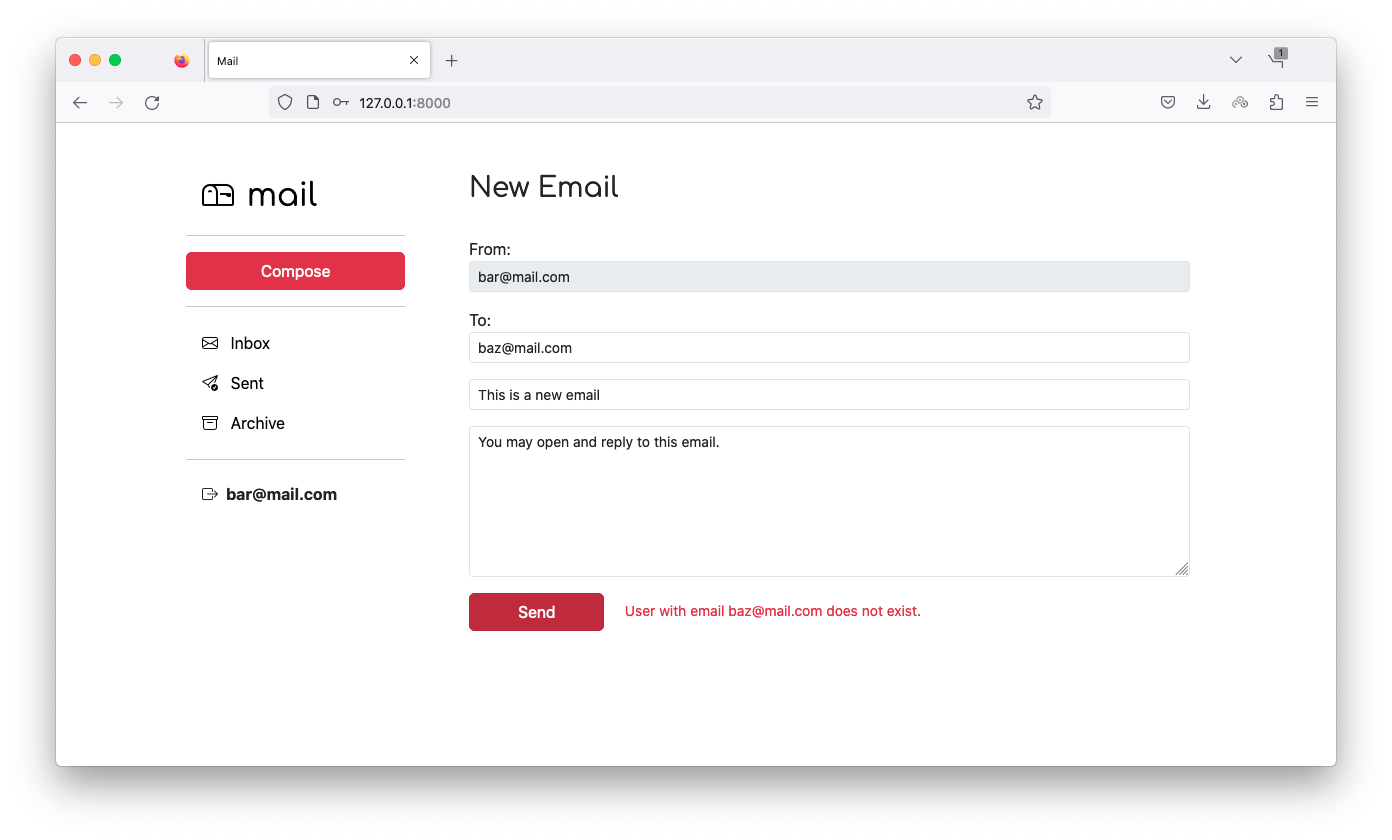 Mail
1
127.0.0.1:8000
mail
Compose
Inbox
Sent
Archive
bar@mail.com
New Email
From:
bar@mail.com
To:
baz@mail.com
This is a new email
You may open and reply to this email.
Send
User with email baz@mail.com does not exist.